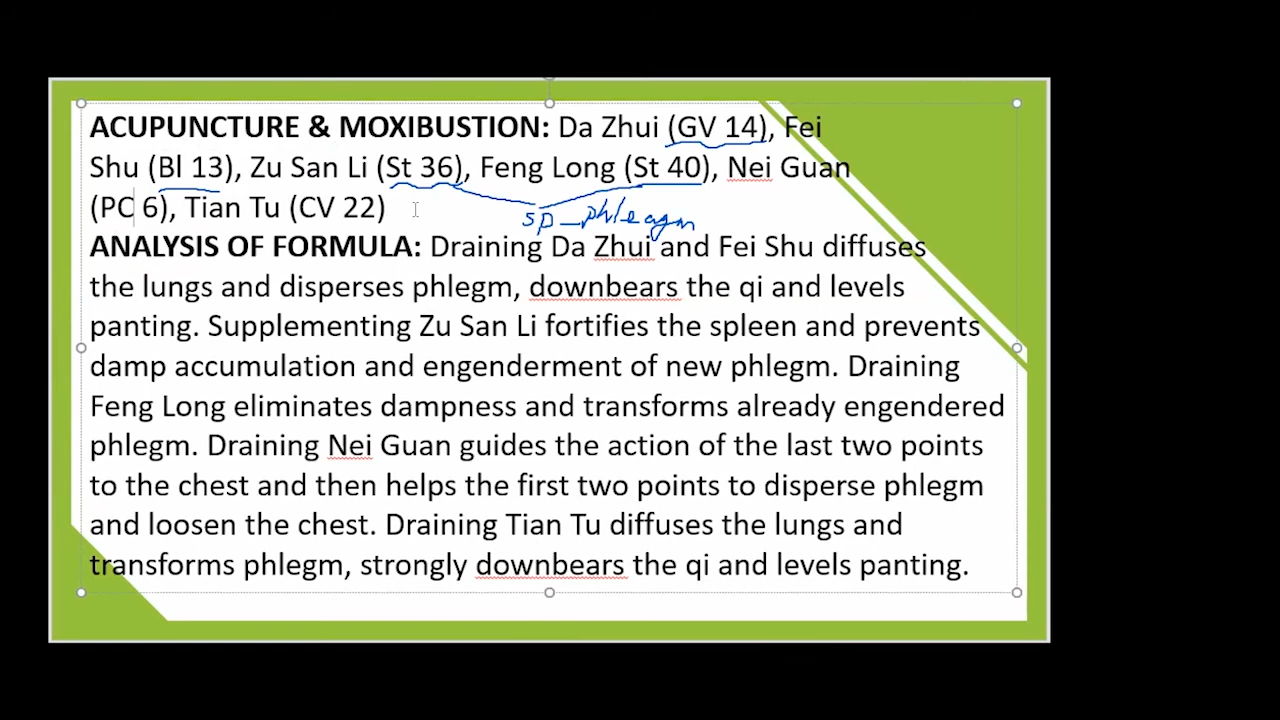 ACUPUNCTURE & MOXIBUSTION: Da Zhui (GV 14), Fei
Shu (Bl 13), Zu San Li (St 36), Feng Long (St 40), Nei Guan
(PC 6), Tian Tu (CV 22)
sp_phleagm
ANALYSIS OF FORMULA: Draining Da Zhui and Fei Shu diffuses
the lungs and disperses phlegm, downbears the qi and levels
panting. Supplementing Zu San Li fortifies the spleen and prevents
damp accumulation and engenderment of new phlegm. Draining
Feng Long eliminates dampness and transforms already engendered
phlegm. Draining Nei Guan guides the action of the last two points
to the chest and then helps the first two points to disperse phlegm
and loosen the chest. Draining Tian Tu diffuses the lungs and
transforms phlegm, strongly downbears the qi and levels panting.